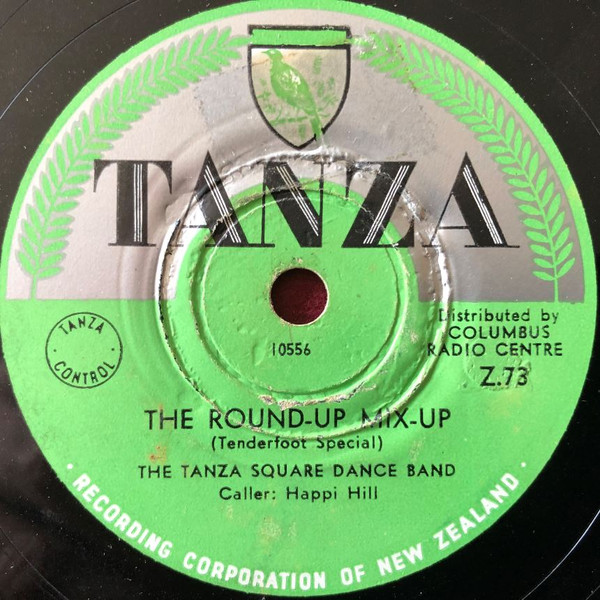 TANZA
TANZA
· CONTROL ·
Distributed by
COLUMBUS
RADIO CENTRE
10556
Z.73
THE ROUND-UP MIX-UP
(Tenderfoot Special)
THE TANZA SQUARE DANCE BAND
Caller: Happi Hill
· RECORDING CORPORATION OF NEW ZEALAND ·